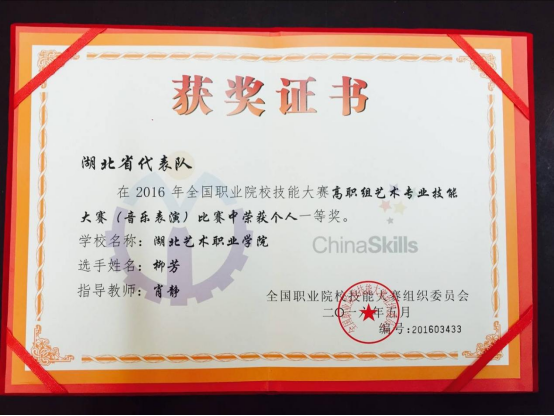 获奖证书
湖北省代表队
在 2016 年全国职业院校技能大赛高职组艺术专业技能
大赛（音乐表演）比赛中荣获个人一等奖。
ChinaSkills
学校名称：湖北艺术职业学院
选手姓名：柳芳
指导教师：肖静
全国职业院校技能大赛组织委员会
二〇一六年五月
编号:201603433